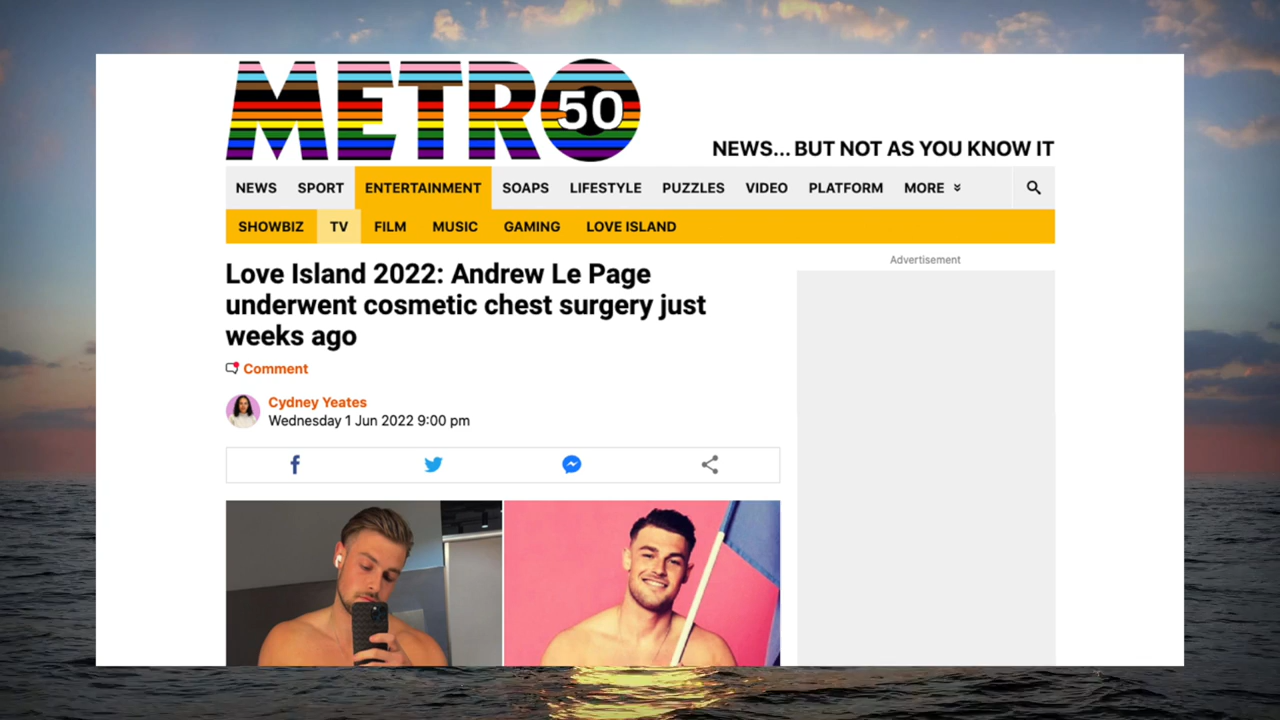 METRO 50
NEWS... BUT NOT AS YOU KNOW IT
NEWS SPORT ENTERTAINMENT SOAPS LIFESTYLE PUZZLES VIDEO PLATFORM MORE
SHOWBIZ TV FILM MUSIC GAMING LOVE ISLAND
Advertisement
Love Island 2022: Andrew Le Page
underwent cosmetic chest surgery just
weeks ago
Comment
Cydney Yeates
Wednesday 1 Jun 2022 9:00 pm